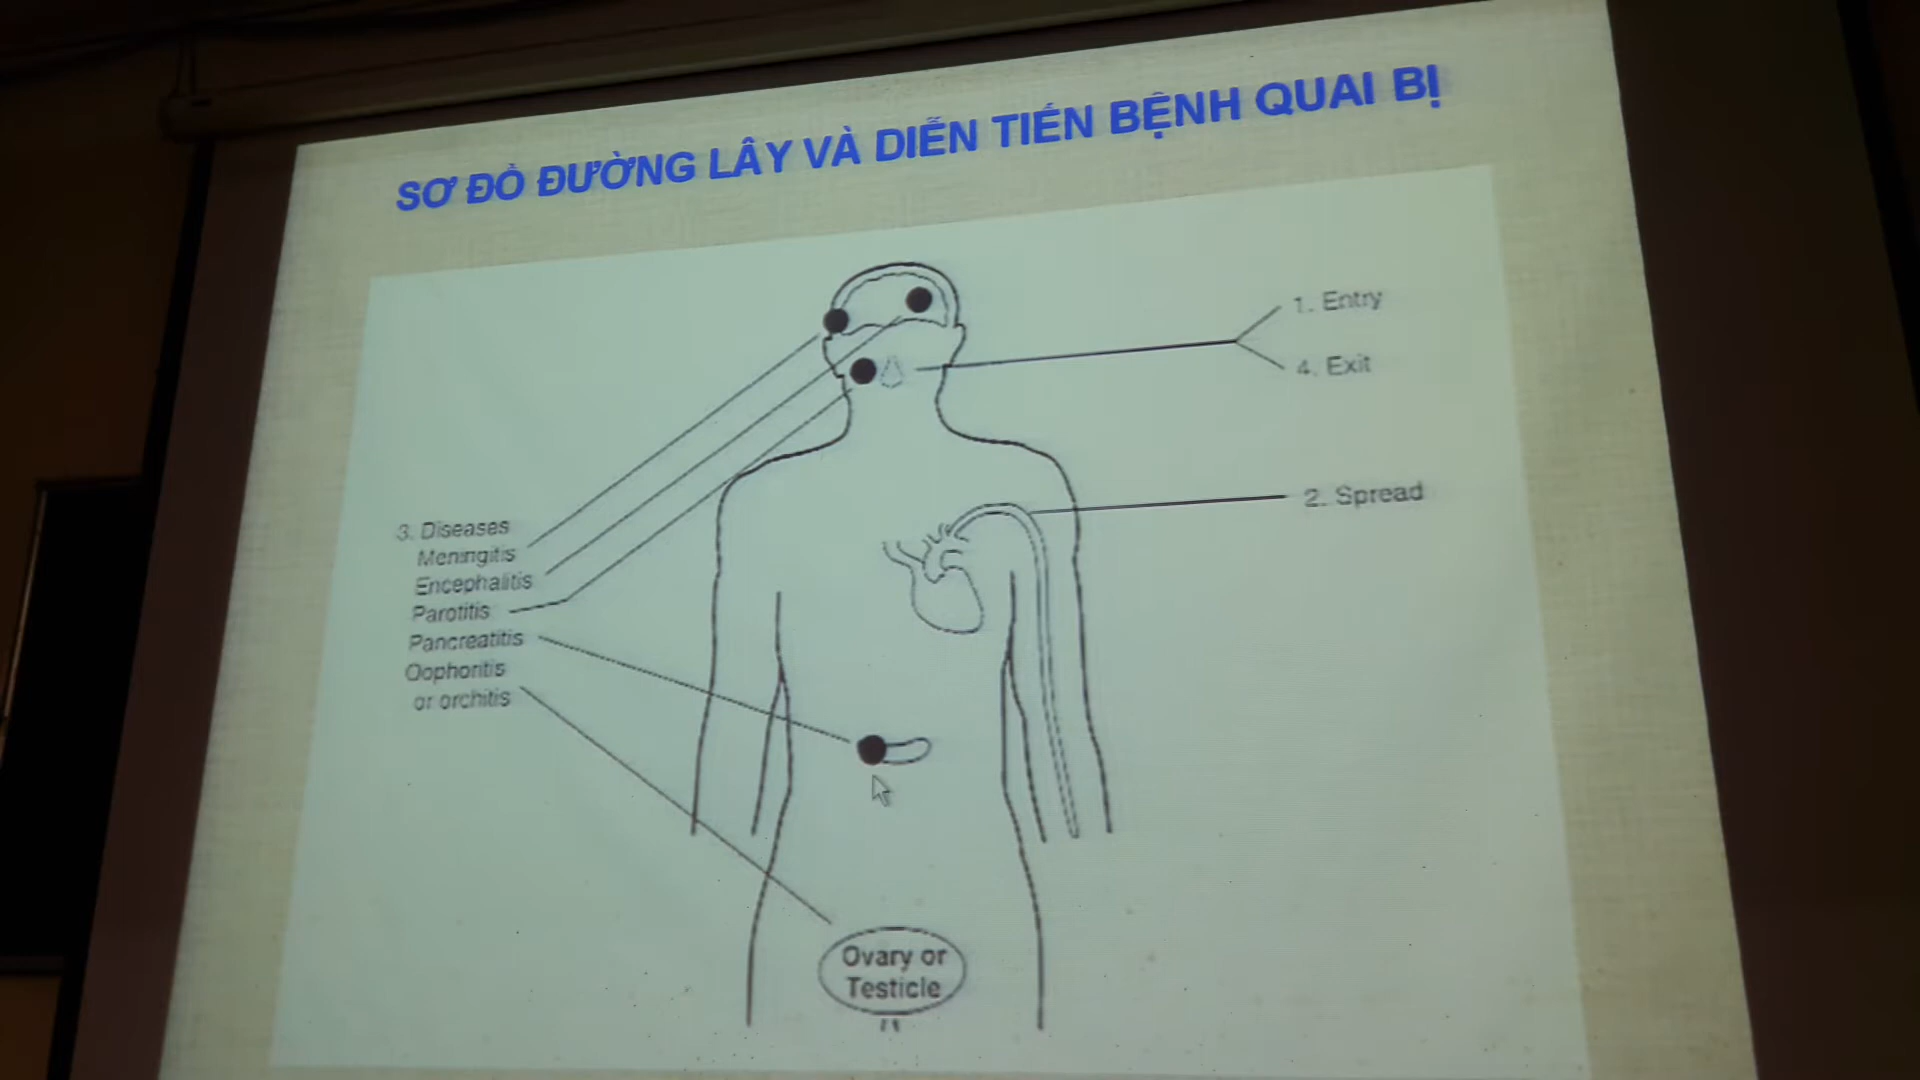 SƠ ĐỒ ĐƯỜNG LÂY VÀ DIỄN TIẾN BỆNH QUAI BỊ
1. Entry
4. Exit
2. Spread
3. Diseases
Meningitis
Encephalitis
Parotitis
Pancreatitis
Oophoritis
or orchitis
Ovary or
Testicle